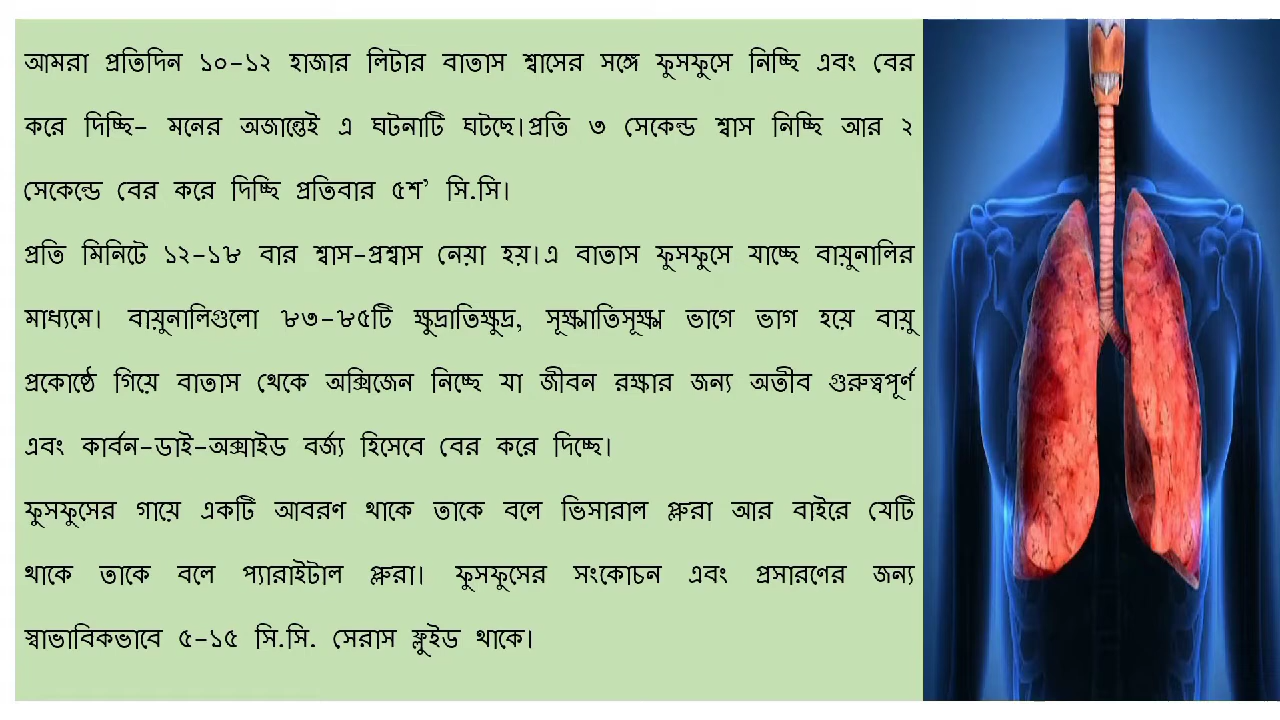 আমরা প্রতিদিন ১০-১২ হাজার লিটার বাতাস শ্বাসের সঙ্গে ফুসফুসে নিচ্ছি এবং বের
করে দিচ্ছি- মনের অজান্তেই এ ঘটনাটি ঘটছে।প্রতি ৩ সেকেন্ড শ্বাস নিচ্ছি আর ২
সেকেন্ডে বের করে দিচ্ছি প্রতিবার ৫শ’ সি.সি।
প্রতি মিনিটে ১২-১৮ বার শ্বাস-প্রশ্বাস নেয়া হয়।এ বাতাস ফুসফুসে যাচ্ছে বায়ুনালির
মাধ্যমে। বায়ুনালিগুলো ৮৩-৮৫টি ক্ষুদ্রাতিক্ষুদ্র, সূক্ষ্মাতিসূক্ষ্ম ভাগে ভাগ হয়ে বায়ু
প্রকোষ্ঠে গিয়ে বাতাস থেকে অক্সিজেন নিচ্ছে যা জীবন রক্ষার জন্য অতীব গুরুত্বপূর্ণ
এবং কার্বন-ডাই-অক্সাইড বর্জ্য হিসেবে বের করে দিচ্ছে।
ফুসফুসের গায়ে একটি আবরণ থাকে তাকে বলে ভিসারাল প্লুরা আর বাইরে যেটি
থাকে তাকে বলে প্যারাইটাল প্লুরা। ফুসফুসের সংকোচন এবং প্রসারণের জন্য
স্বাভাবিকভাবে ৫-১৫ সি.সি. সেরাস ফ্লুইড থাকে।